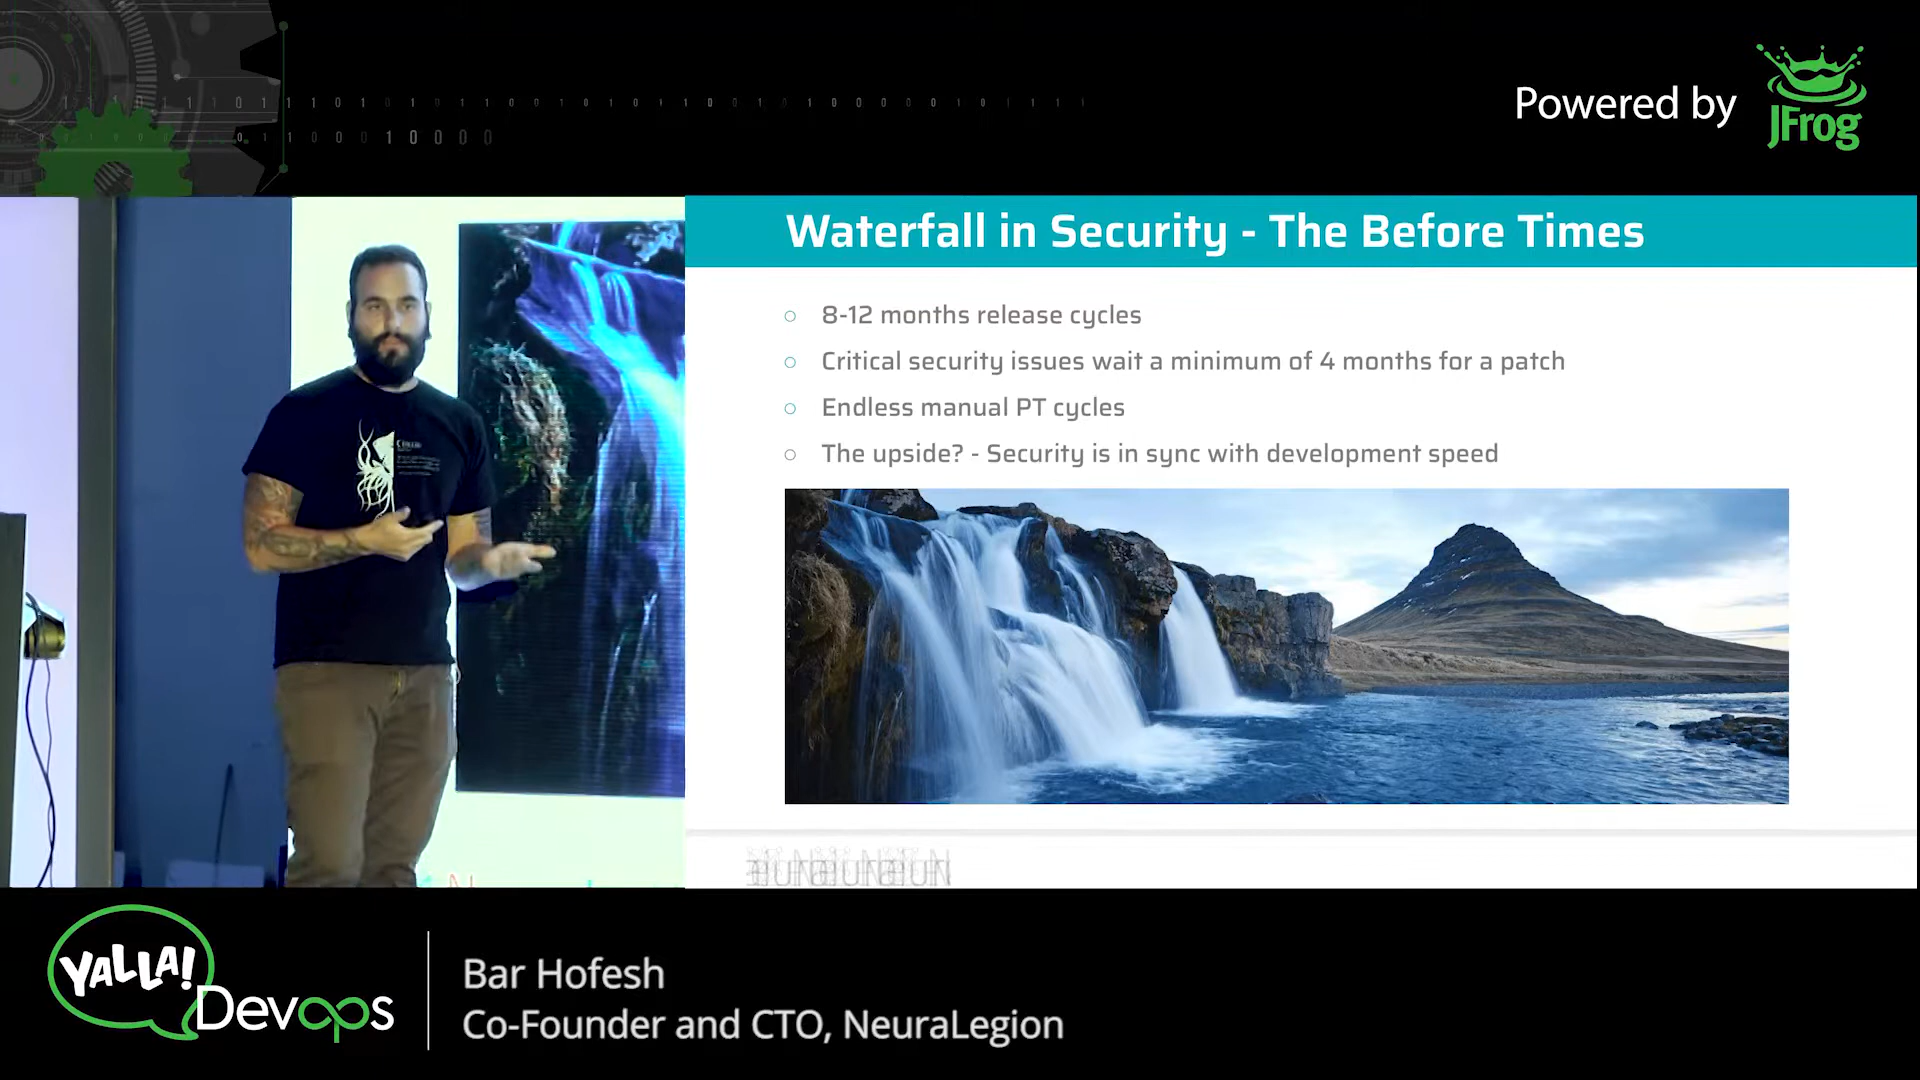 Powered by
JFrog
Waterfall in Security - The Before Times
8-12 months release cycles
Critical security issues wait a minimum of 4 months for a patch
Endless manual PT cycles
The upside? - Security is in sync with development speed
YALLA!
Devops
Bar Hofesh
Co-Founder and CTO, NeuraLegion